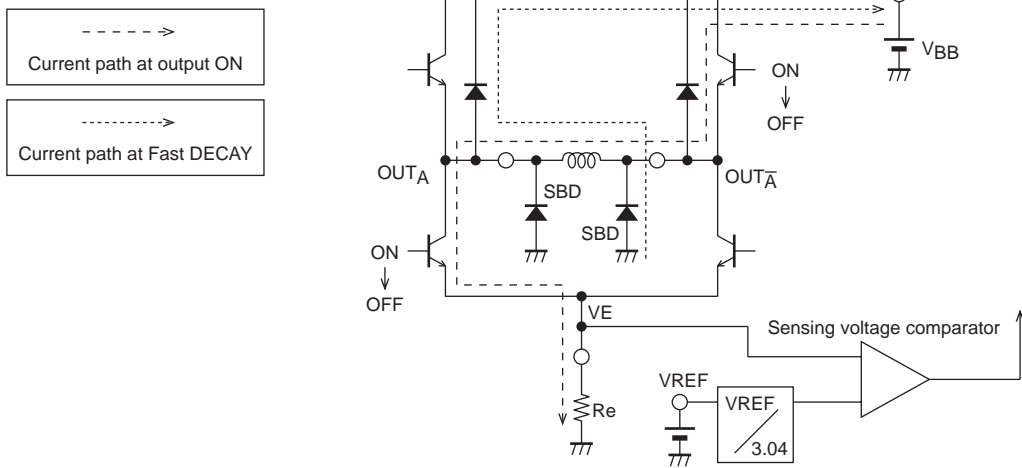 Current path at output ON
Current path at Fast DECAY
VBB
ON
OFF
OUTA
OUTA̅
SBD
SBD
ON
OFF
VE
Sensing voltage comparator
VREF
VREF
3.04
Re